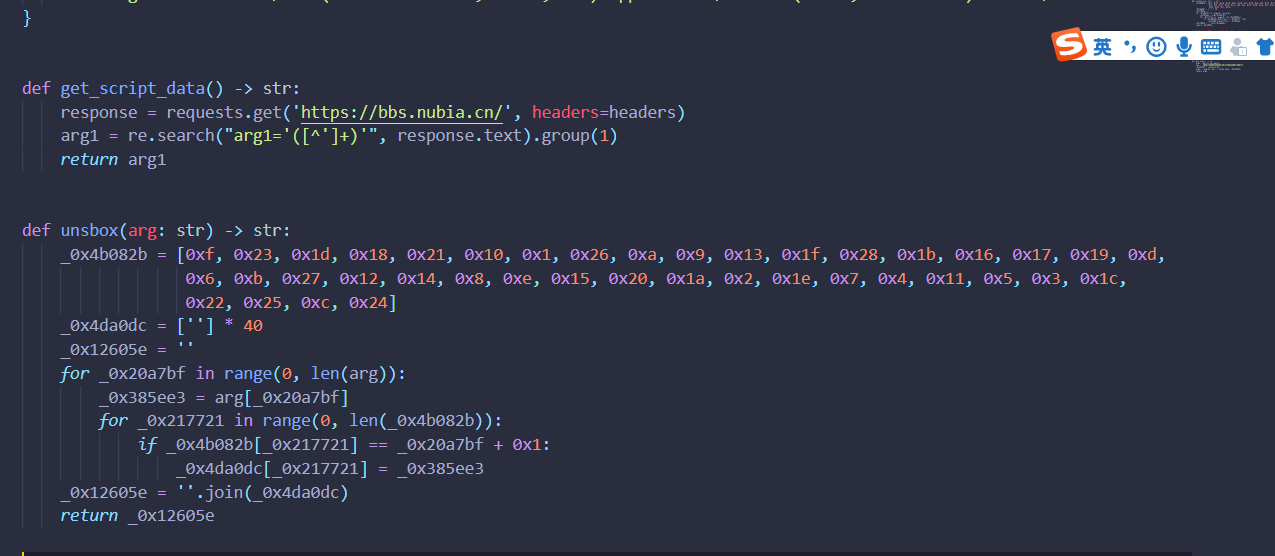 }
def get_script_data() -> str:
    response = requests.get('https://bbs.nubia.cn/', headers=headers)
    arg1 = re.search("arg1='([^']+)'", response.text).group(1)
    return arg1
def unsbox(arg: str) -> str:
    _0x4b082b = [0xf, 0x23, 0x1d, 0x18, 0x21, 0x10, 0x1, 0x26, 0xa, 0x9, 0x13, 0x1f, 0x28, 0x1b, 0x16, 0x17, 0x19, 0xd,
                 0x6, 0xb, 0x27, 0x12, 0x14, 0x8, 0xe, 0x15, 0x20, 0x1a, 0x2, 0x1e, 0x7, 0x4, 0x11, 0x5, 0x3, 0x1c,
                 0x22, 0x25, 0xc, 0x24]
    _0x4da0dc = [''] * 40
    _0x12605e = ''
    for _0x20a7bf in range(0, len(arg)):
        _0x385ee3 = arg[_0x20a7bf]
        for _0x217721 in range(0, len(_0x4b082b)):
            if _0x4b082b[_0x217721] == _0x20a7bf + 0x1:
                _0x4da0dc[_0x217721] = _0x385ee3
    _0x12605e = ''.join(_0x4da0dc)
    return _0x12605e
S 英